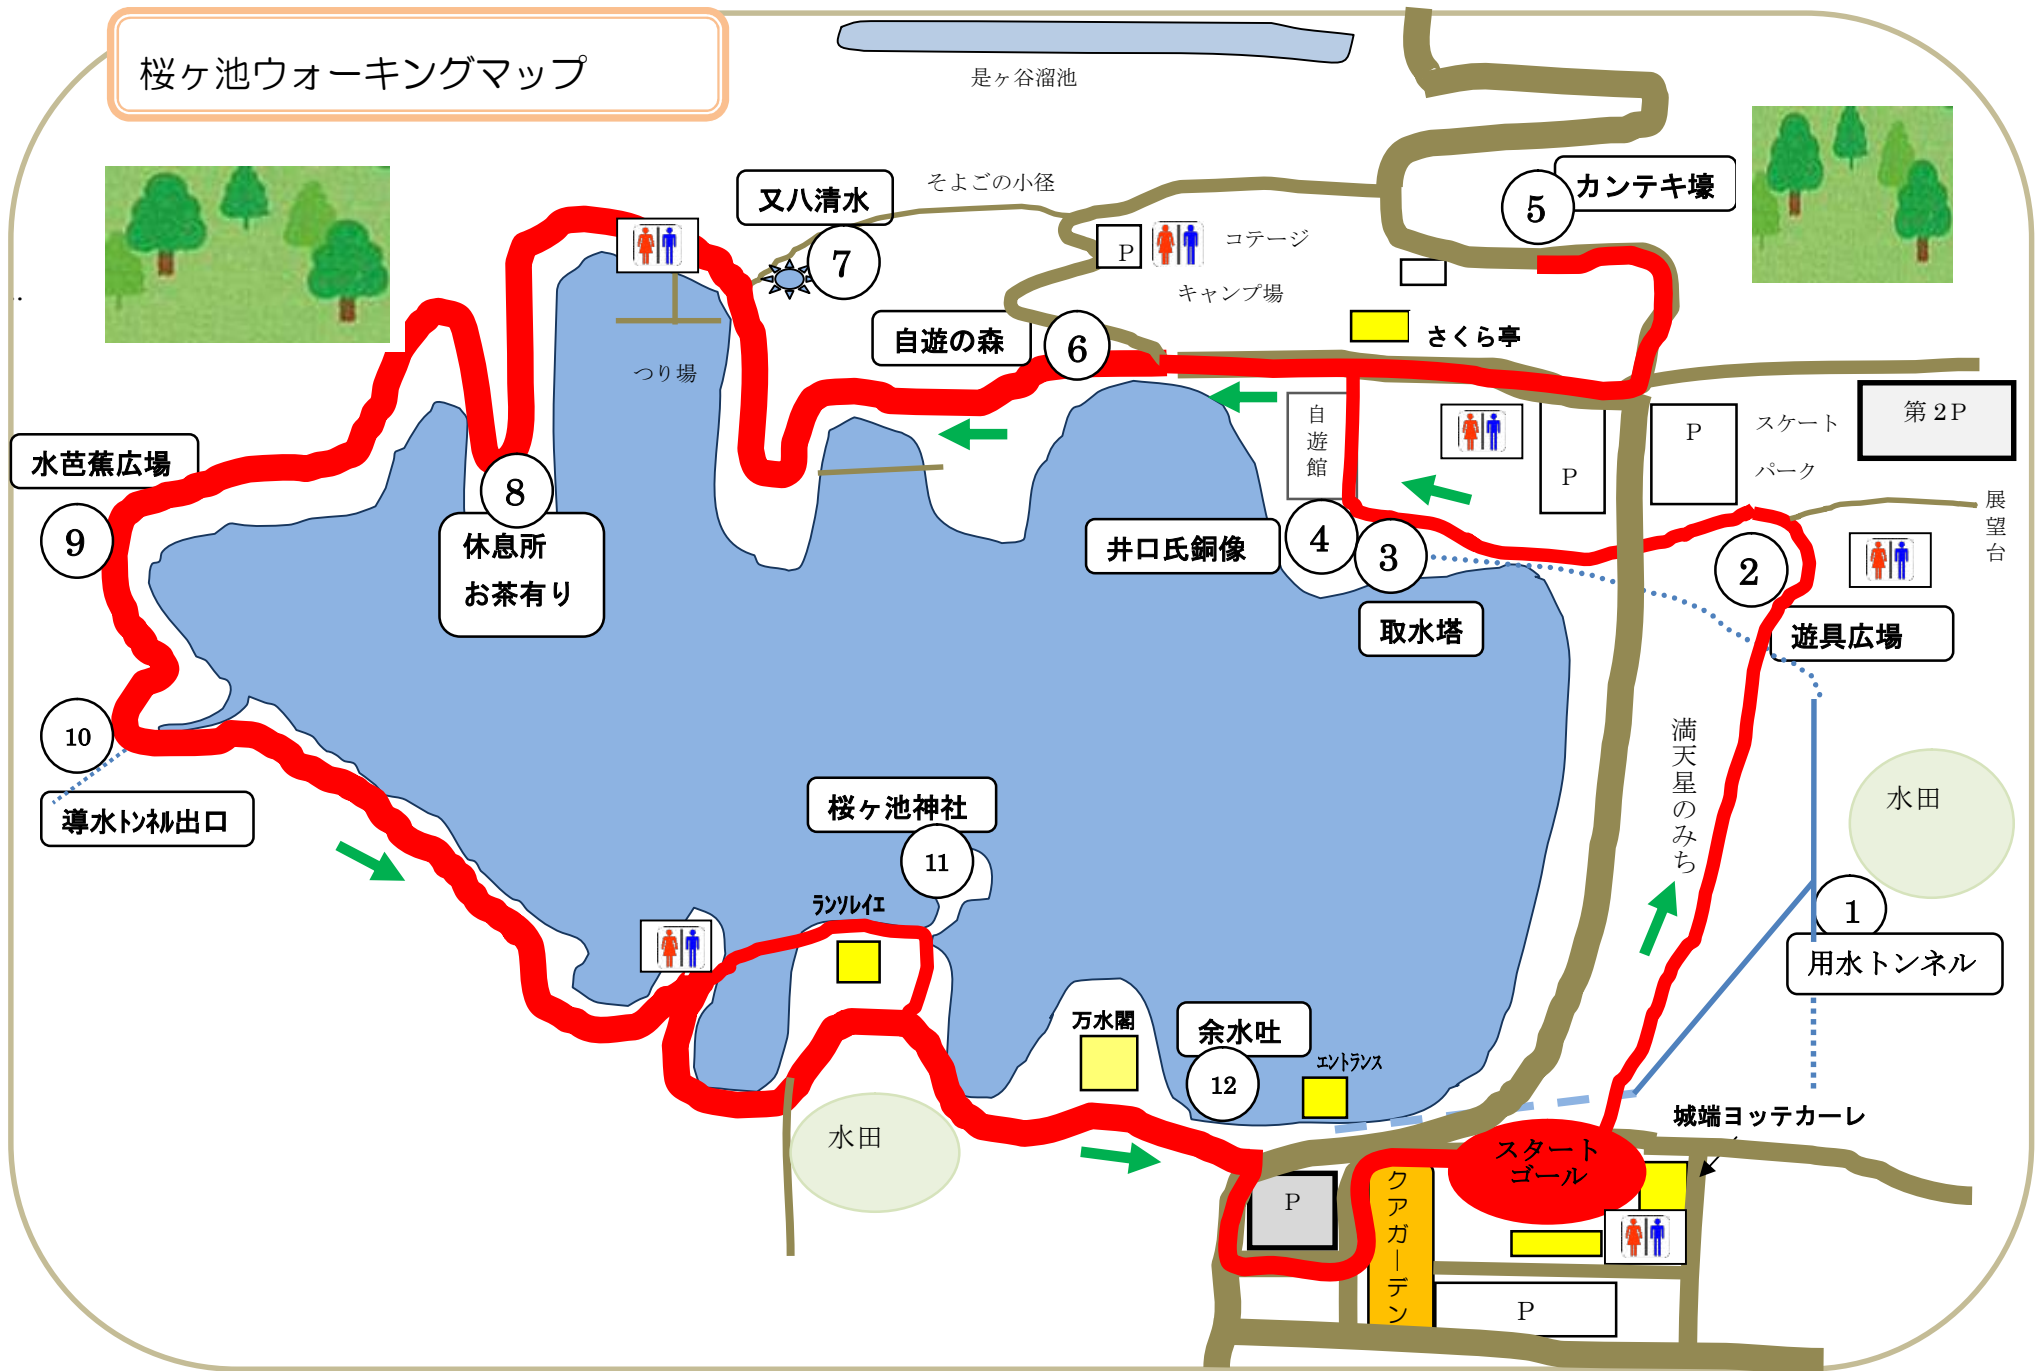 桜ヶ池ウォーキングマップ
是ヶ谷溜池
カンテキ壕
5
又八清水
7
そよごの小径
P
コテージ
キャンプ場
さくら亭
自遊の森
6
つり場
自遊館
P
P
スケート
パーク
第2P
水芭蕉広場
9
8
休息所
お茶有り
井口氏銅像
4
3
取水塔
2
遊具広場
展望台
10
導水トンネル出口
満天星のみち
水田
桜ヶ池神社
11
ランソレイエ
1
用水トンネル
万水閣
余水吐
12
エントランス
水田
城端ヨッテカーレ
スタート
ゴール
P
クアガーデン
P
..